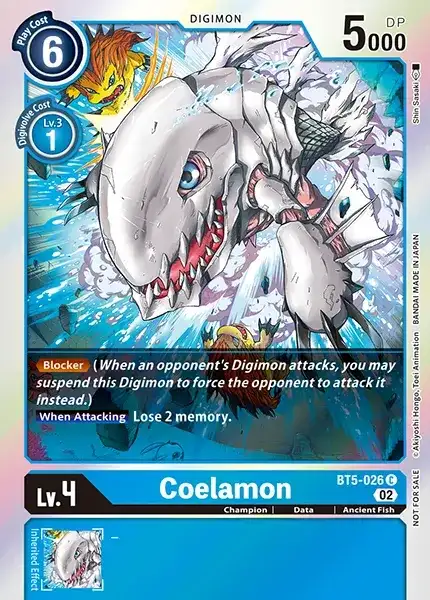 DIGIMON
Play Cost
6
5000
DP
Digivolve Cost
Lv.3
1
Shin Sasaki
©Akiyoshi Hongo, Toei Animation BANDAI MADE IN JAPAN
NOT FOR SALE
Blocker (When an opponent's Digimon attacks, you may
suspend this Digimon to force the opponent to attack it
instead.)
When Attacking Lose 2 memory.
Lv.4
Coelamon
BT5-026 C
02
Champion | Data | Ancient Fish
Inherited Effect
–